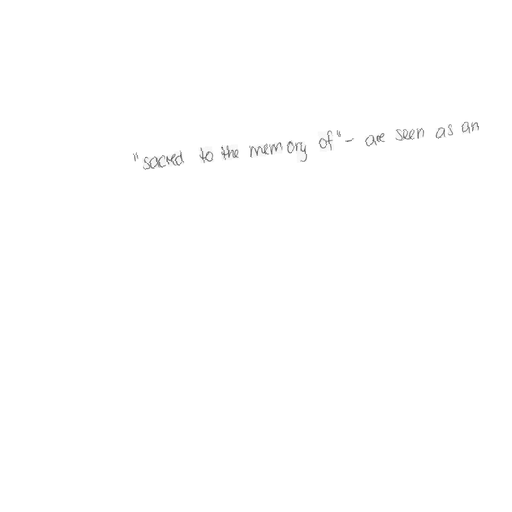 "sacred to the memory of" - are seen as an